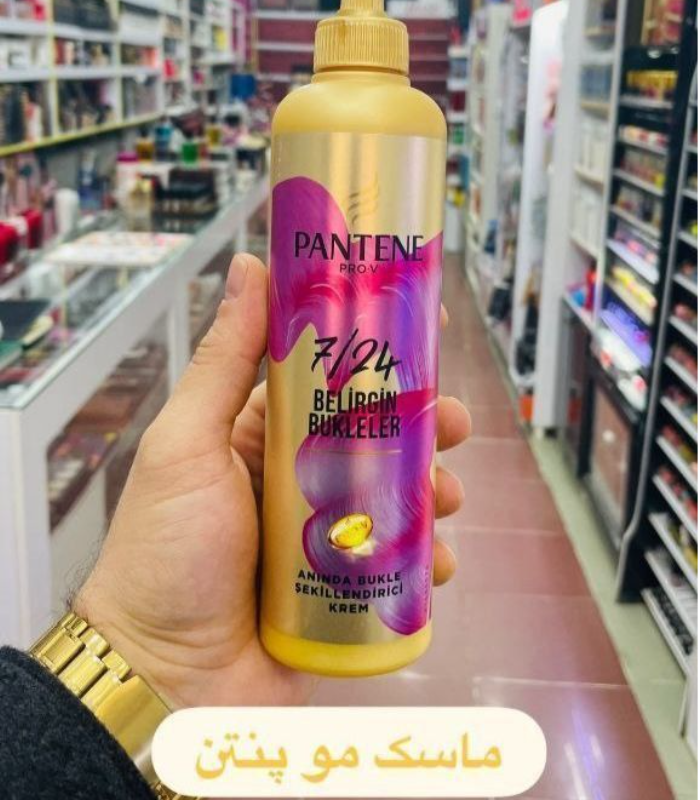 PANTENE
PRO-V
7/24
BELİRGİN
BUKLELER
ANINDA BUKLE
ŞEKİLLENDİRİCİ
KREM
ماسک مو پنتن